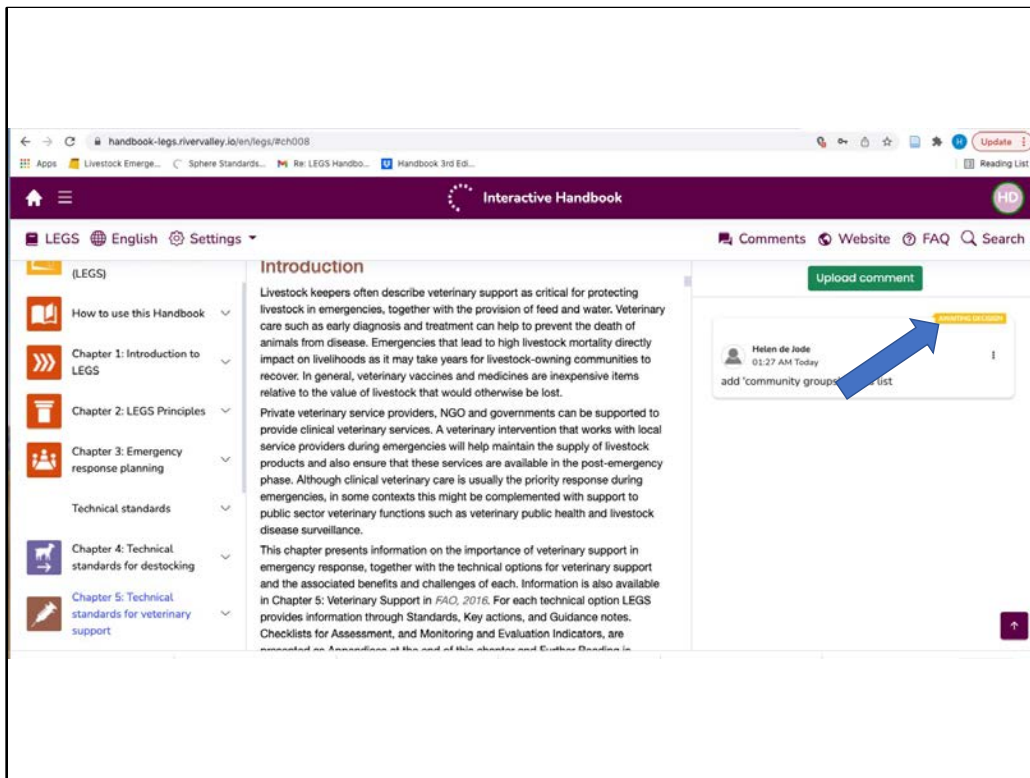 handbook-legs.rivervalley.io/en/legs/#ch008
Update
Apps
Livestock Emerge...
Sphere Standards...
Re: LEGS Handbo...
Handbook 3rd Edi...
Reading List
Interactive Handbook
HD
LEGS
English
Settings
Comments
Website
FAQ
Search
(LEGS)
How to use this Handbook
Chapter 1: Introduction to
LEGS
Chapter 2: LEGS Principles
Chapter 3: Emergency
response planning
Technical standards
Chapter 4: Technical
standards for destocking
Chapter 5: Technical
standards for veterinary
support
Introduction
Livestock keepers often describe veterinary support as critical for protecting
livestock in emergencies, together with the provision of feed and water. Veterinary
care such as early diagnosis and treatment can help to prevent the death of
animals from disease. Emergencies that lead to high livestock mortality directly
impact on livelihoods as it may take years for livestock-owning communities to
recover. In general, veterinary vaccines and medicines are inexpensive items
relative to the value of livestock that would otherwise be lost.
Private veterinary service providers, NGO and governments can be supported to
provide clinical veterinary services. A veterinary intervention that works with local
service providers during emergencies will help maintain the supply of livestock
products and also ensure that these services are available in the post-emergency
phase. Although clinical veterinary care is usually the priority response during
emergencies, in some contexts this might be complemented with support to
public sector veterinary functions such as veterinary public health and livestock
disease surveillance.
This chapter presents information on the importance of veterinary support in
emergency response, together with the technical options for veterinary support
and the associated benefits and challenges of each. Information is also available
in Chapter 5: Veterinary Support in FAO, 2016. For each technical option LEGS
provides information through Standards, Key actions, and Guidance notes.
Checklists for Assessment, and Monitoring and Evaluation Indicators, are
presented as Appendices at the end of this chapter and Further Reading in
Upload comment
AWAITING DECISION
Helen de Jode
01:27 AM Today
add 'community groups list